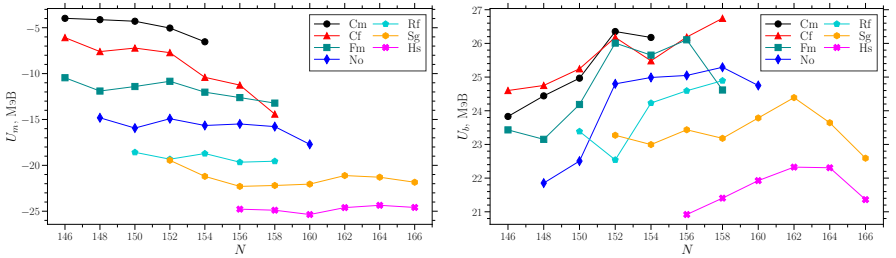 U_m, МэВ
−5
−10
−15
−20
−25
Cm
Cf
Fm
No
Rf
Sg
Hs
146 148 150 152 154 156 158 160 162 164 166
N
U_b, МэВ
26
25
24
23
22
21
Cm
Cf
Fm
No
Rf
Sg
Hs
146 148 150 152 154 156 158 160 162 164 166
N